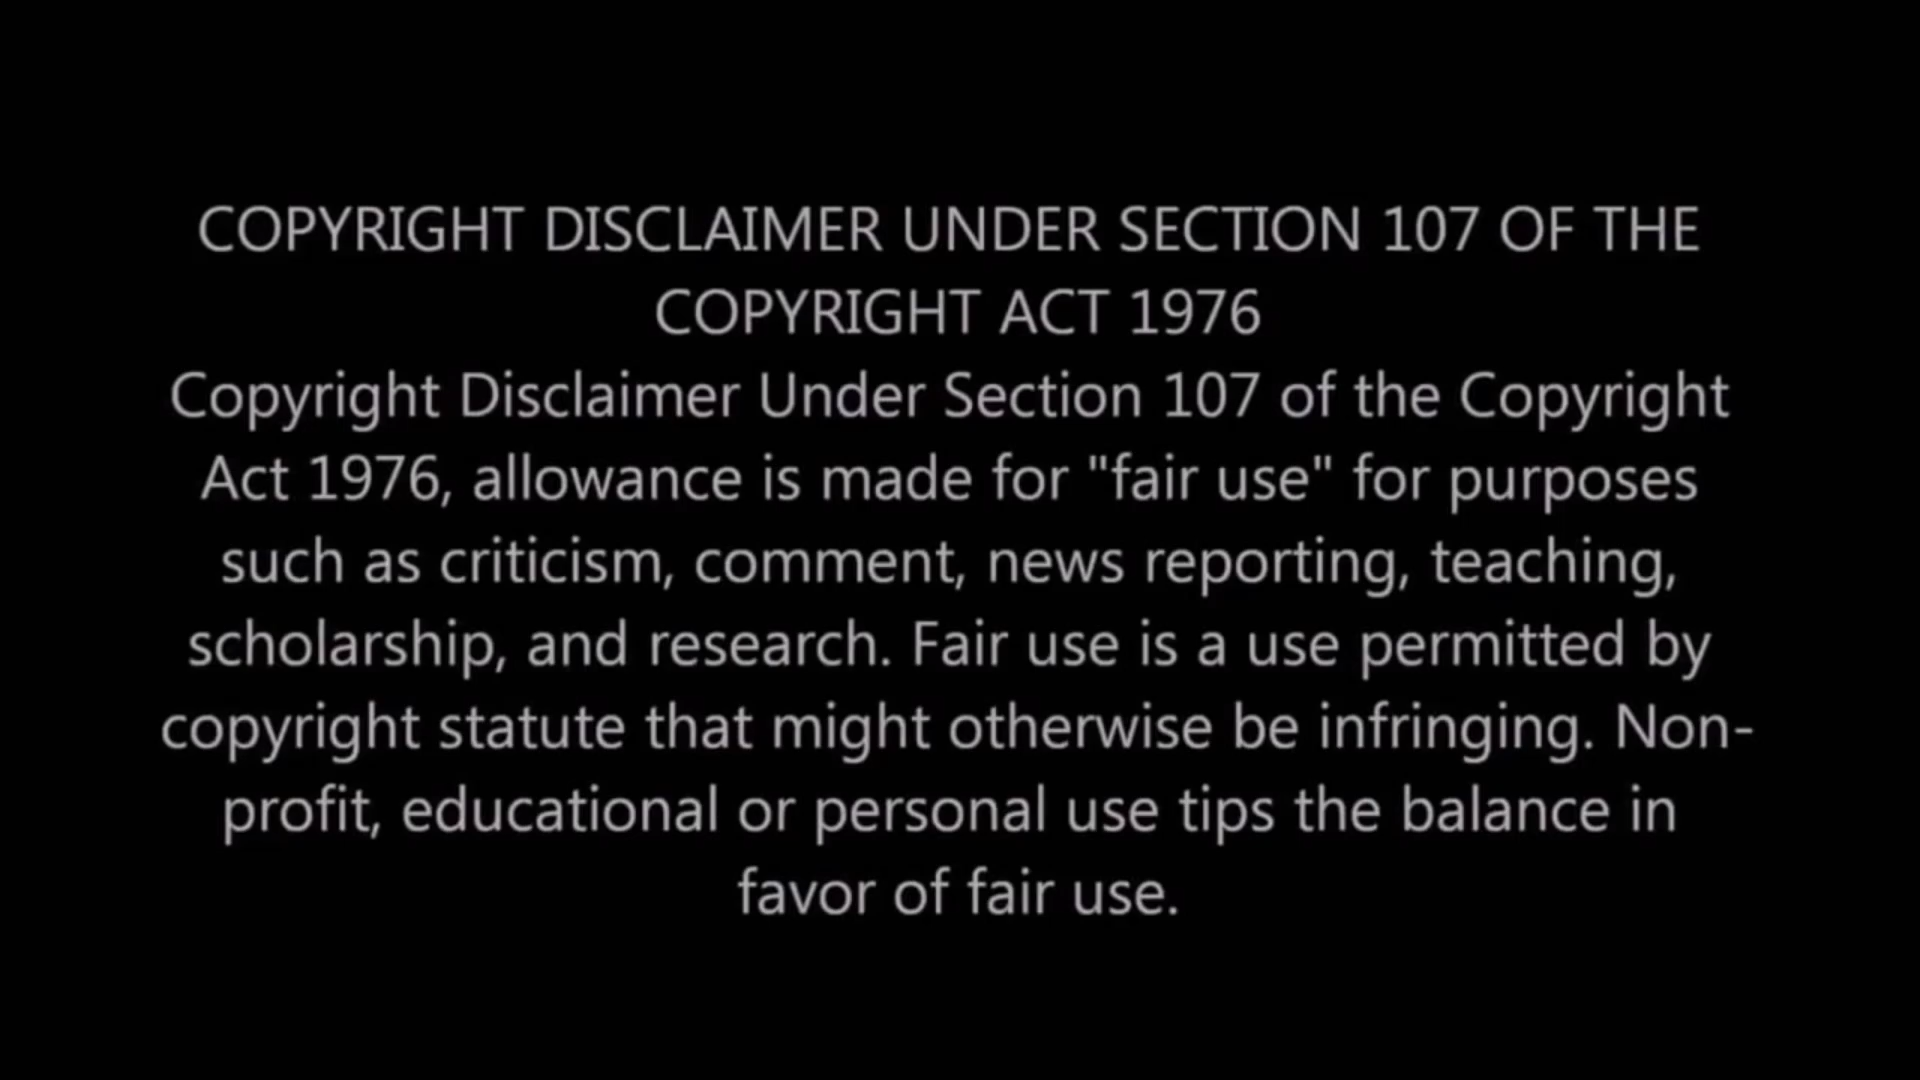 COPYRIGHT DISCLAIMER UNDER SECTION 107 OF THE
COPYRIGHT ACT 1976
Copyright Disclaimer Under Section 107 of the Copyright
Act 1976, allowance is made for "fair use" for purposes
such as criticism, comment, news reporting, teaching,
scholarship, and research. Fair use is a use permitted by
copyright statute that might otherwise be infringing. Non-
profit, educational or personal use tips the balance in
favor of fair use.